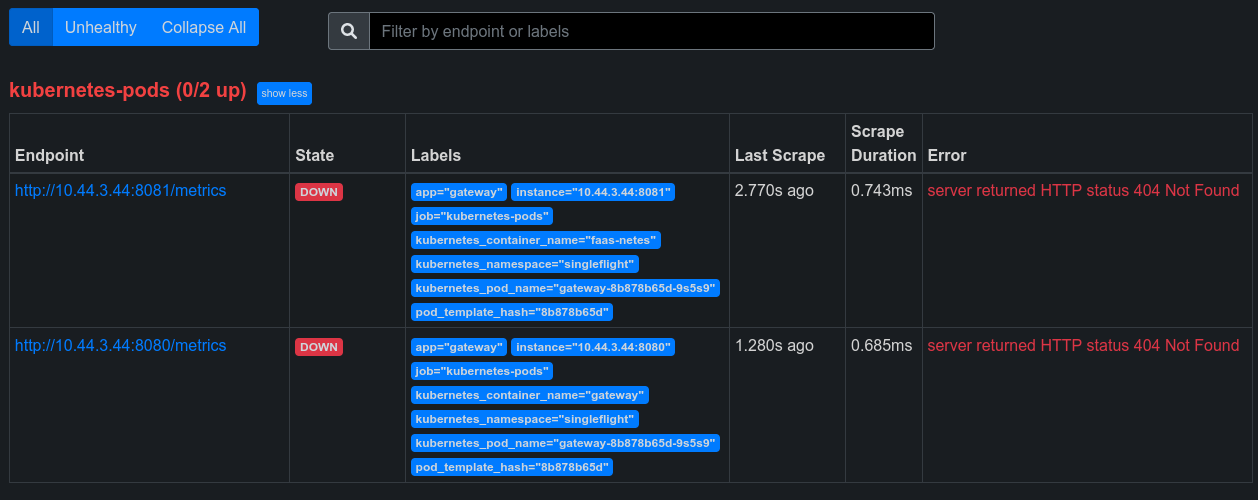 All Unhealthy Collapse All Filter by endpoint or labels
kubernetes-pods (0/2 up) show less
Endpoint State Labels Last Scrape Scrape Duration Error
http://10.44.3.44:8081/metrics DOWN app="gateway" instance="10.44.3.44:8081" 2.770s ago 0.743ms server returned HTTP status 404 Not Found
job="kubernetes-pods"
kubernetes_container_name="faas-netes"
kubernetes_namespace="singleflight"
kubernetes_pod_name="gateway-8b878b65d-9s5s9"
pod_template_hash="8b878b65d"
http://10.44.3.44:8080/metrics DOWN app="gateway" instance="10.44.3.44:8080" 1.280s ago 0.685ms server returned HTTP status 404 Not Found
job="kubernetes-pods"
kubernetes_container_name="gateway"
kubernetes_namespace="singleflight"
kubernetes_pod_name="gateway-8b878b65d-9s5s9"
pod_template_hash="8b878b65d"